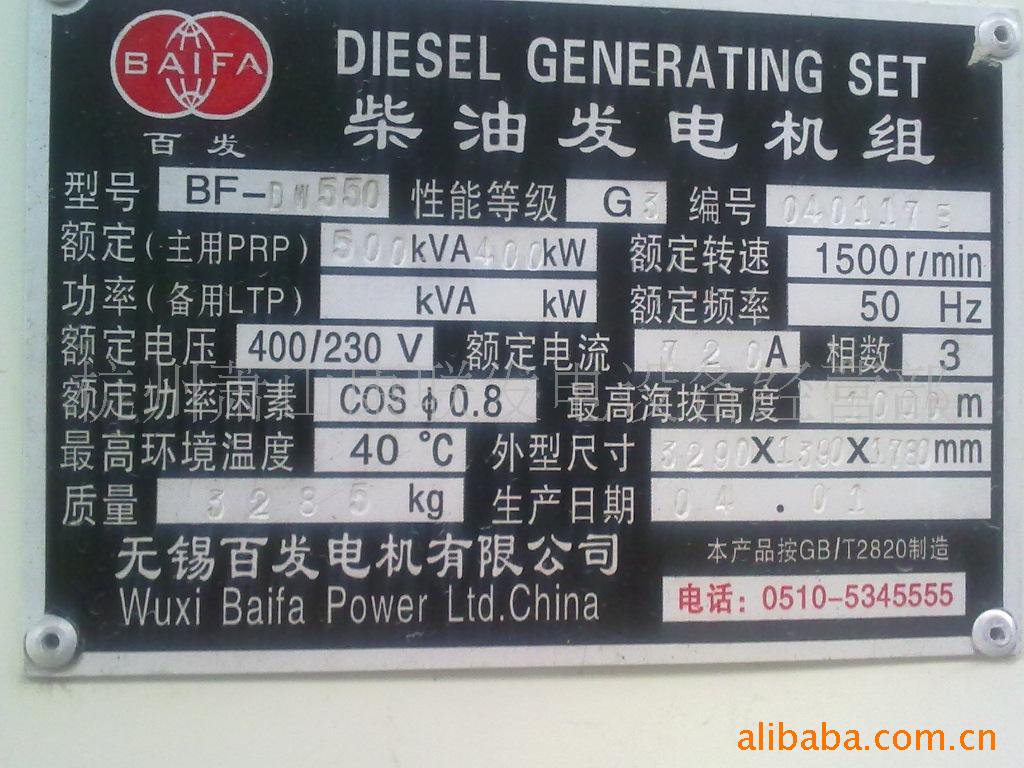 BAIFA
百发
DIESEL GENERATING SET
柴油发电机组
型号 BF-DW550 性能等级 G3 编号 040117
额定(主用PRP) 500kVA 400kW 额定转速 1500r/min
功率(备用LTP) kVA kW 额定频率 50 Hz
额定电压 400/230 V 额定电流 720A 相数 3
额定功率因素 COSφ0.8 最高海拔高度 1000m
最高环境温度 40℃ 外型尺寸 3290X1390X1780mm
质量 3285 kg 生产日期 04.01
无锡百发电机有限公司 本产品按GB/T2820制造
Wuxi Baifa Power Ltd.China 电话:0510-5345555
alibaba.com.cn